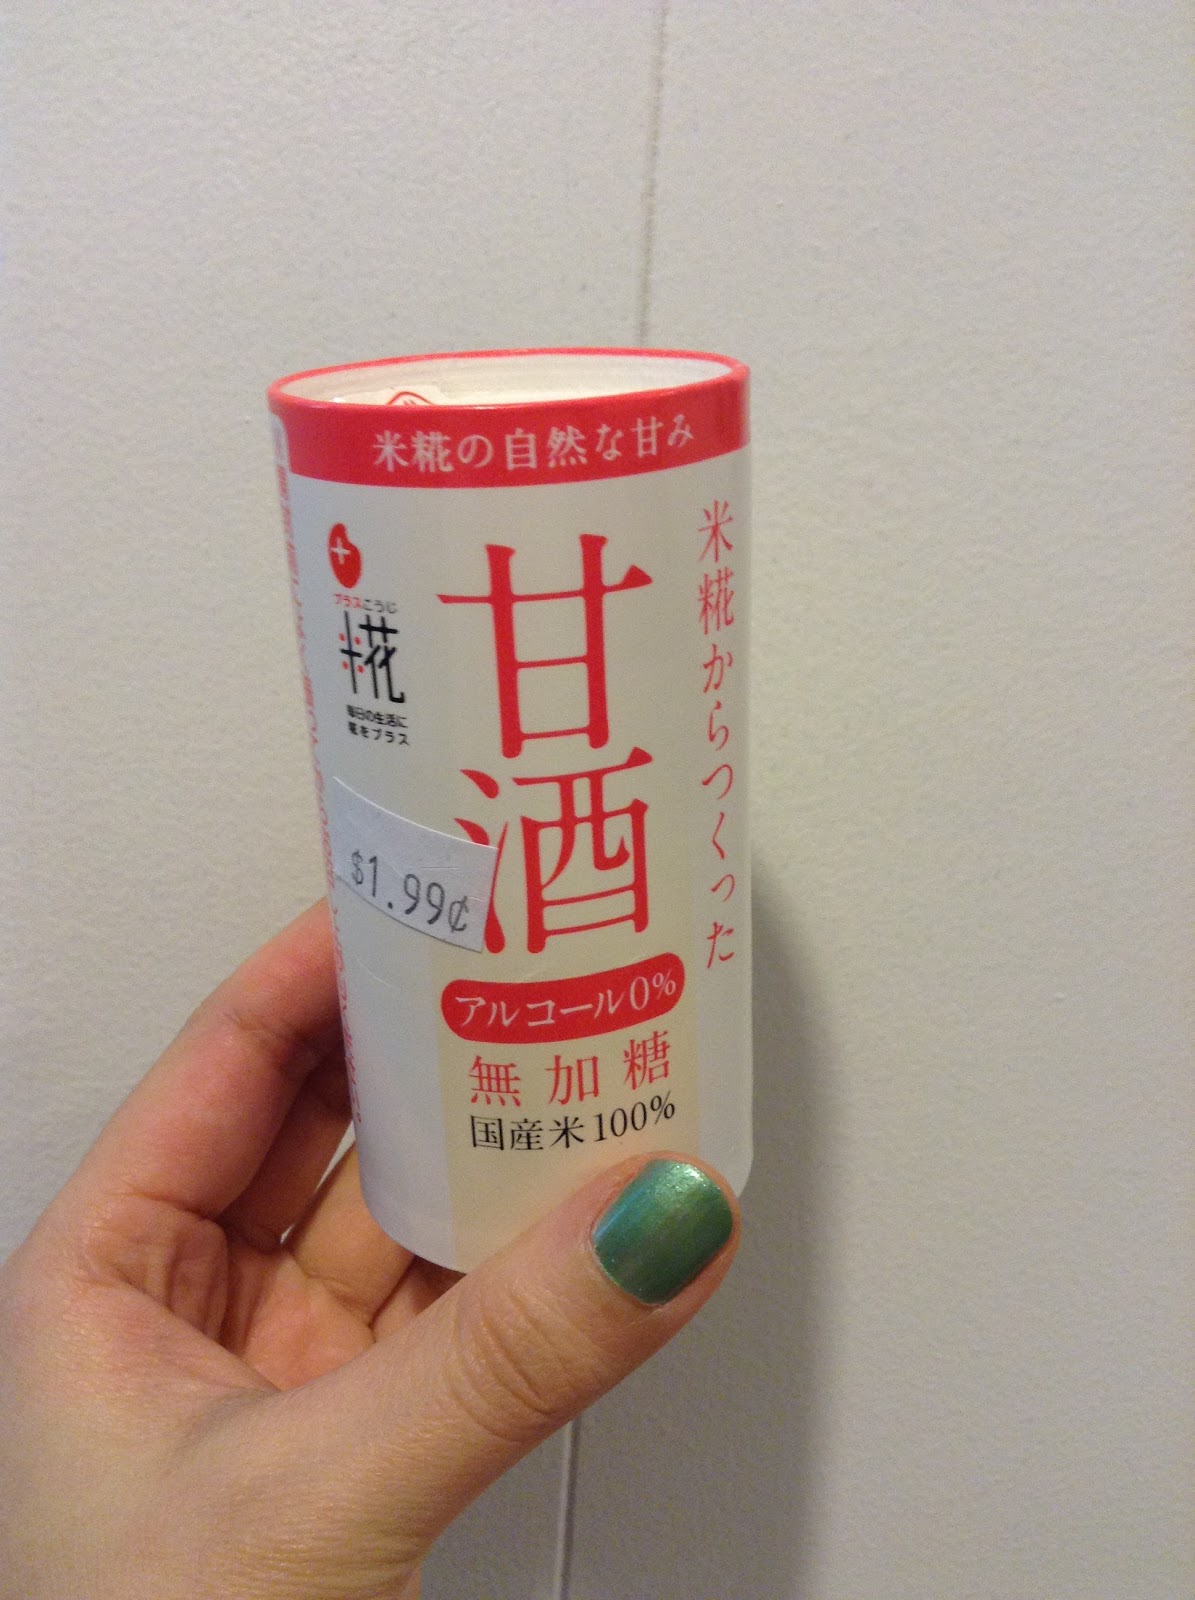 米糀の自然な甘み
米糀からつくった
甘酒
プラスこうじ
糀
毎日の生活に
糀をプラス
$1.99¢
アルコール0%
無加糖
国産米100%